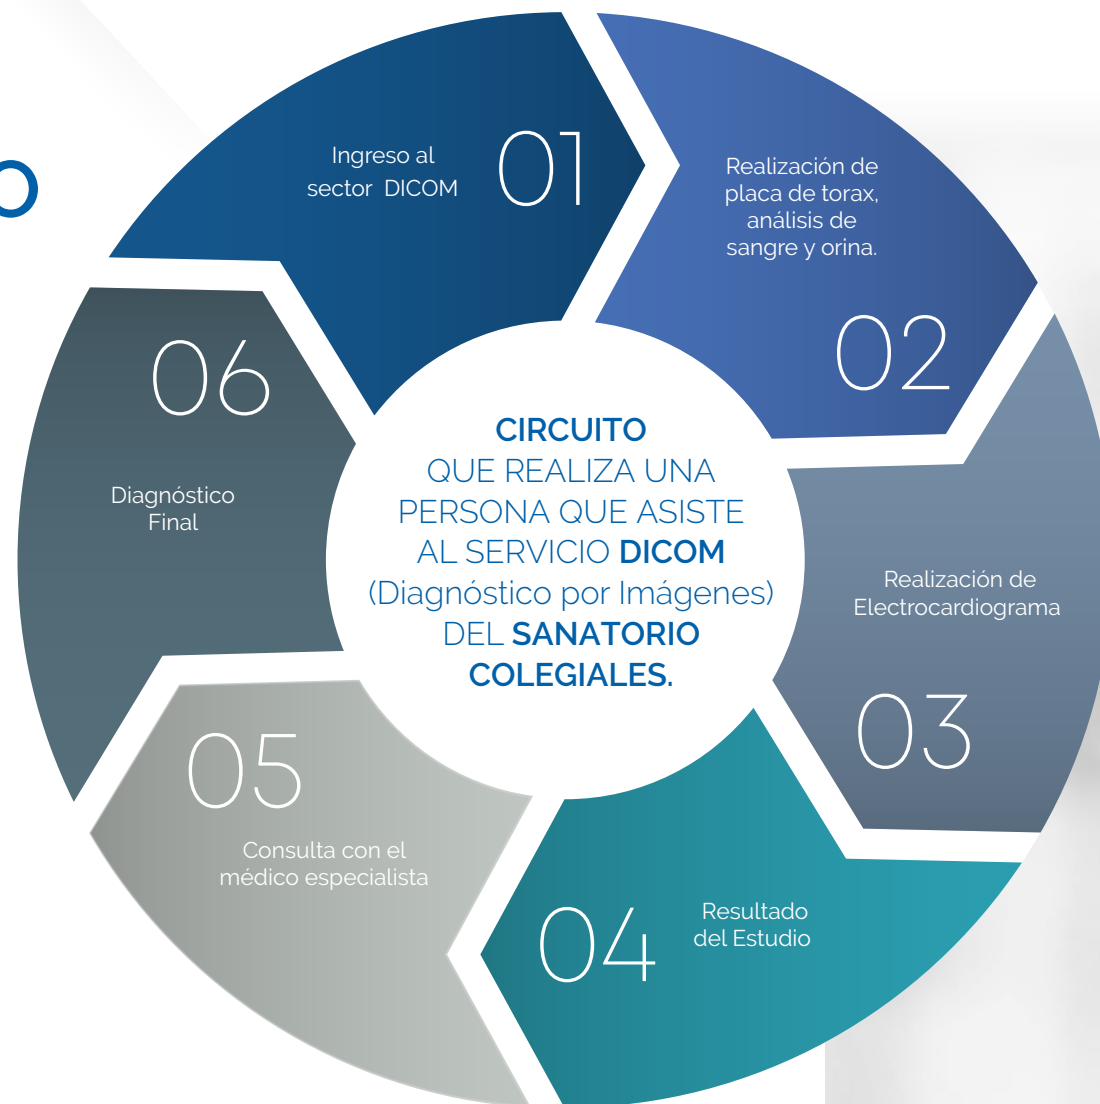 01
Ingreso al
sector DICOM
02
Realización de
placa de torax,
análisis de
sangre y orina.
03
Realización de
Electrocardiograma
04
Resultado
del Estudio
05
Consulta con el
médico especialista
06
Diagnóstico
Final
CIRCUITO
QUE REALIZA UNA
PERSONA QUE ASISTE
AL SERVICIO DICOM
(Diagnóstico por Imágenes)
DEL SANATORIO
COLEGIALES.